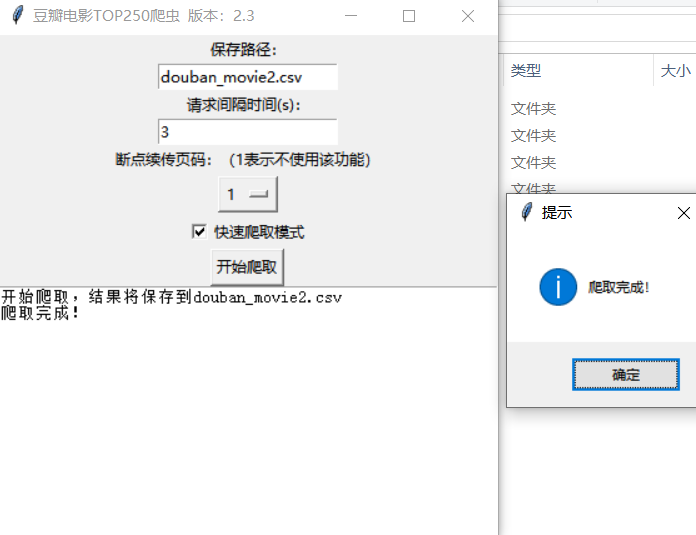 豆瓣电影TOP250爬虫 版本：2.3
保存路径：
douban_movie2.csv
请求间隔时间(s)：
3
断点续传页码：（1表示不使用该功能）
1
快速爬取模式
开始爬取
开始爬取，结果将保存到douban_movie2.csv
爬取完成！
类型
大小
文件夹
文件夹
文件夹
文件夹
提示
爬取完成！
确定